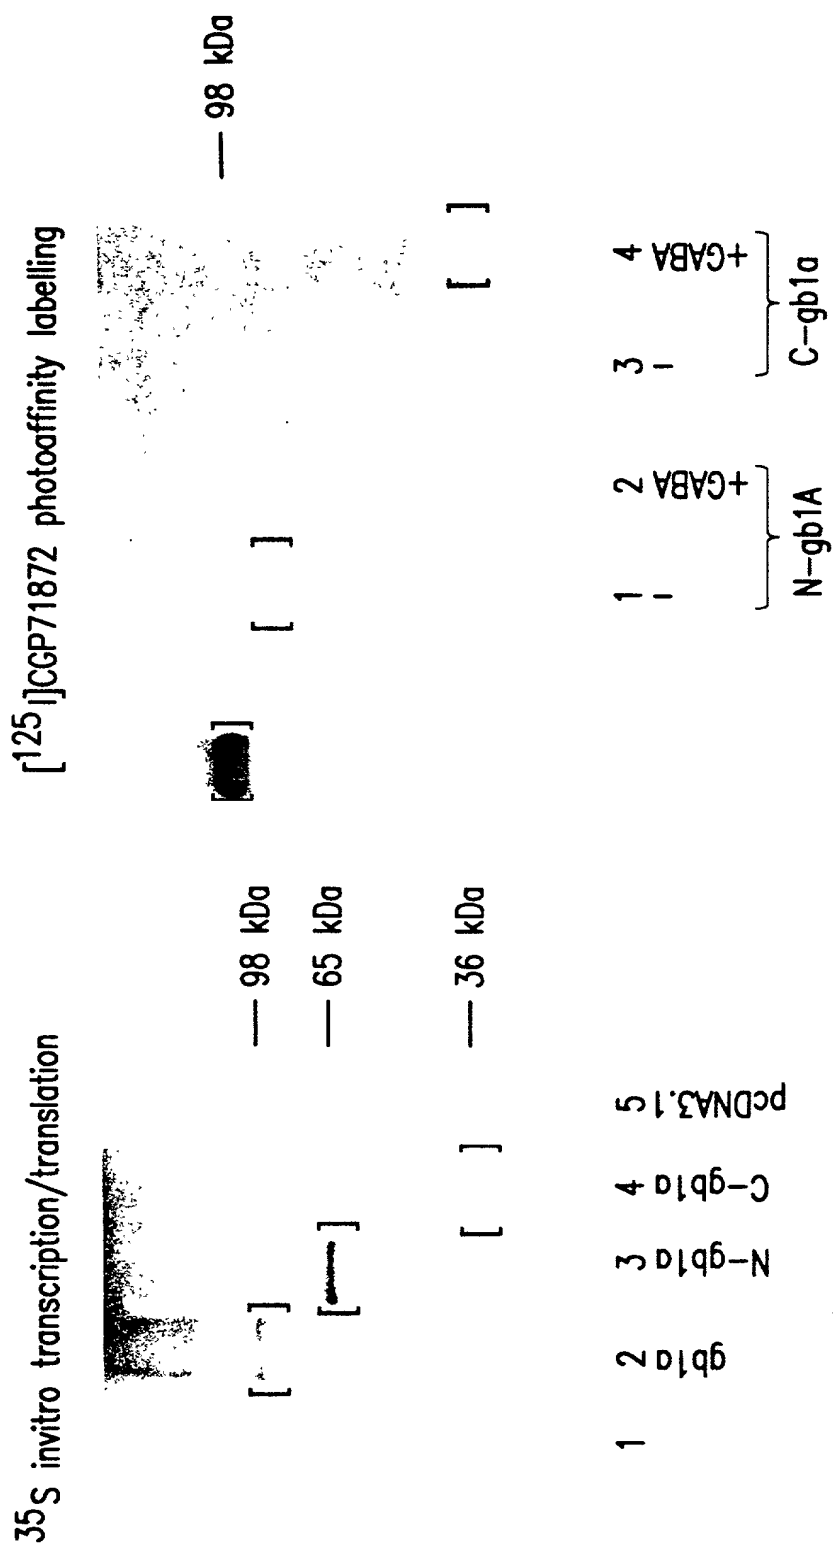 35S invitro transcription/translation
98 kDa
65 kDa
36 kDa
1 2 3 4 5
gb1a N-gb1a C-gb1a pcDNA3.1
[125I]CGP71872 photoaffinity labelling
98 kDa
1 2 3 4
- +GABA - +GABA
N-gb1A C-gb1a